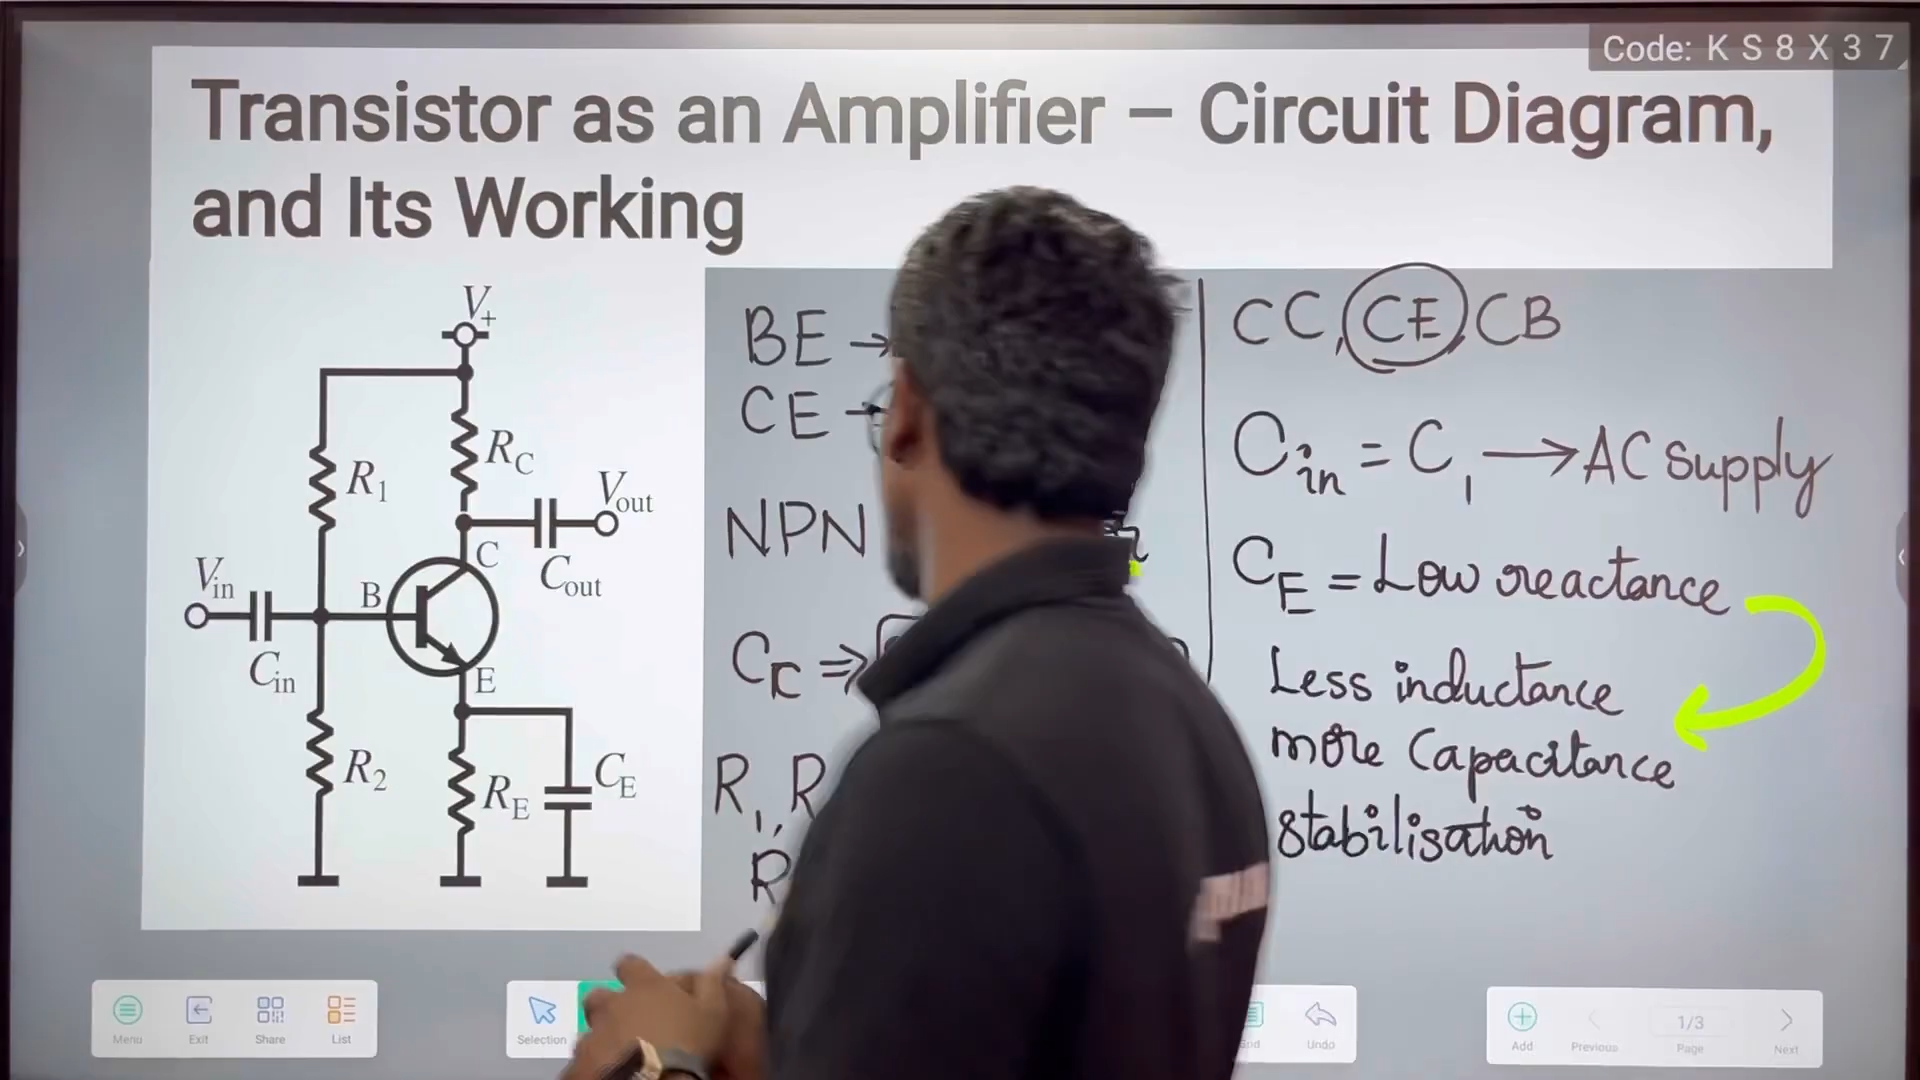 Code: K S 8 X 3 7
Transistor as an Amplifier – Circuit Diagram,
and Its Working
V+
R1
RC
Vout
Cout
C
Vin
B
Cin
E
R2
RE
CE
BE →
CE →
NPN
R1, R
R
CC, CE, CB
Cin = C1 → AC supply
CE = Low reactance
Less inductance
more Capacitance
stabilisation
Menu
Exit
Share
List
Selection
Undo
Add
Previous
1/3
Page
Next